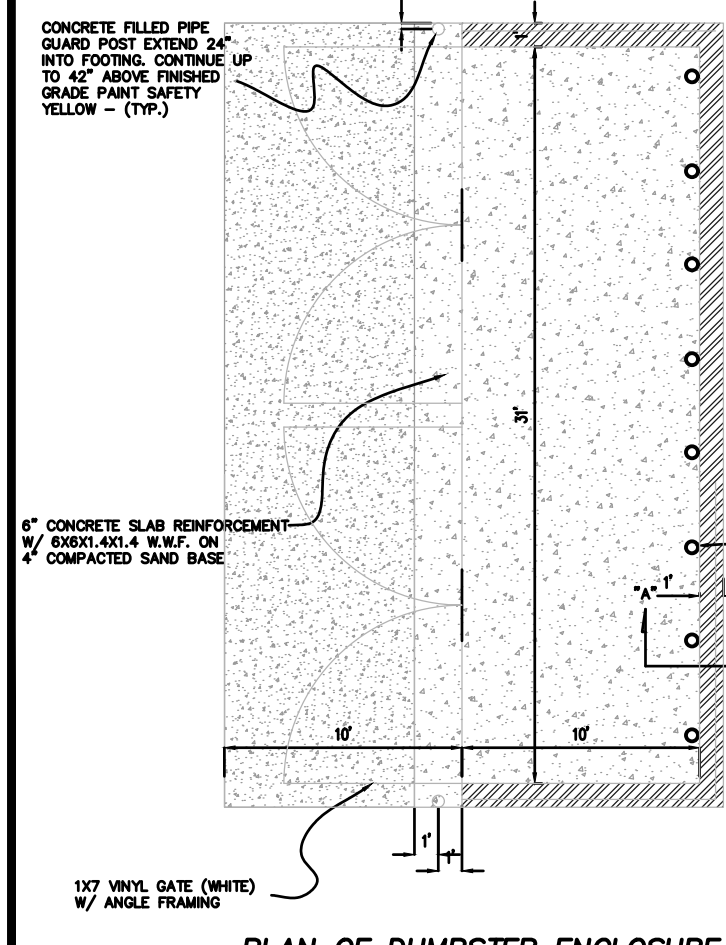 CONCRETE FILLED PIPE
GUARD POST EXTEND 24"
INTO FOOTING. CONTINUE UP
TO 42" ABOVE FINISHED
GRADE PAINT SAFETY
YELLOW – (TYP.)
1'
31'
6" CONCRETE SLAB REINFORCEMENT
W/ 6X6X1.4X1.4 W.W.F. ON
4" COMPACTED SAND BASE
"A"
1'
10'
10'
1'
1'
1X7 VINYL GATE (WHITE)
W/ ANGLE FRAMING
PLAN OF DUMPSTER ENCLOSURE